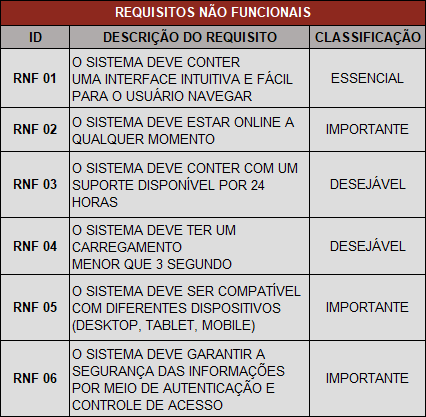 REQUISITOS NÃO FUNCIONAIS
ID DESCRIÇÃO DO REQUISITO CLASSIFICAÇÃO
RNF 01 O SISTEMA DEVE CONTER
UMA INTERFACE INTUITIVA E FÁCIL
PARA O USUÁRIO NAVEGAR
ESSENCIAL
RNF 02 O SISTEMA DEVE ESTAR ONLINE A
QUALQUER MOMENTO
IMPORTANTE
RNF 03 O SISTEMA DEVE CONTER COM UM
SUPORTE DISPONÍVEL POR 24
HORAS
DESEJÁVEL
RNF 04 O SISTEMA DEVE TER UM
CARREGAMENTO
MENOR QUE 3 SEGUNDO
DESEJÁVEL
RNF 05 O SISTEMA DEVE SER COMPATÍVEL
COM DIFERENTES DISPOSITIVOS
(DESKTOP, TABLET, MOBILE)
IMPORTANTE
RNF 06 O SISTEMA DEVE GARANTIR A
SEGURANÇA DAS INFORMAÇÕES
POR MEIO DE AUTENTICAÇÃO E
CONTROLE DE ACESSO
IMPORTANTE